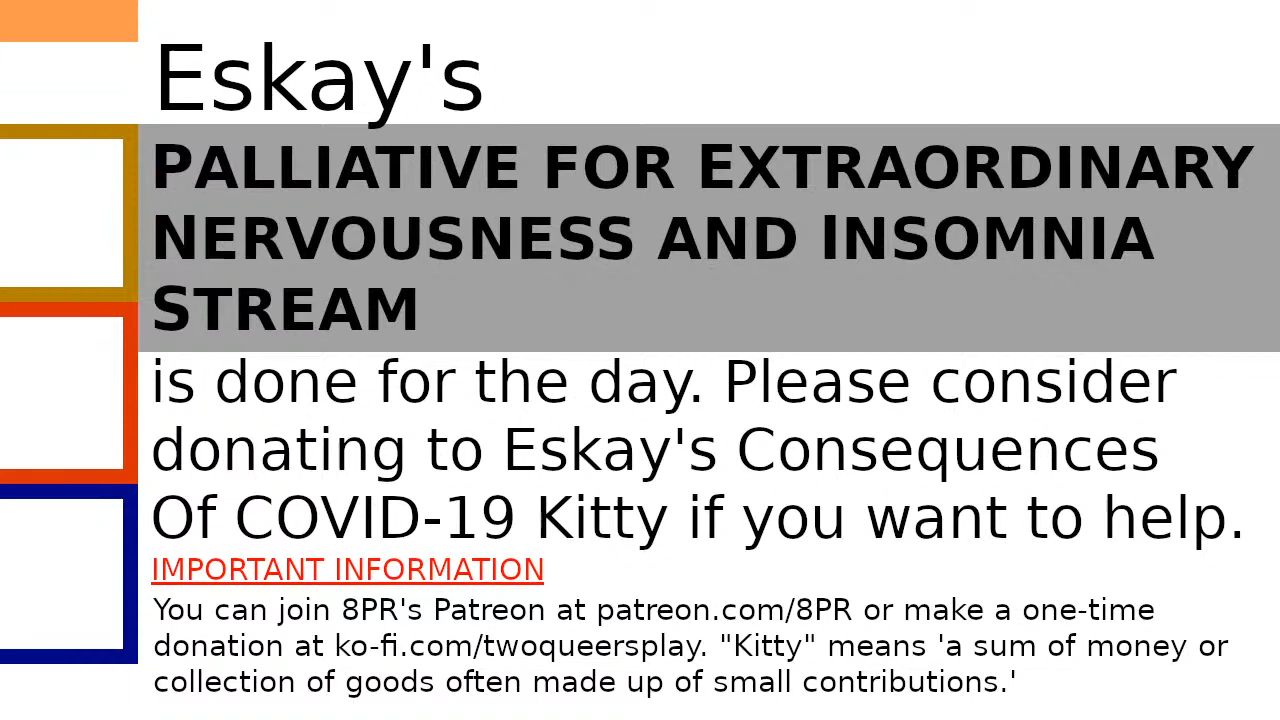 Eskay's
PALLIATIVE FOR EXTRAORDINARY
NERVOUSNESS AND INSOMNIA
STREAM
is done for the day. Please consider
donating to Eskay's Consequences
Of COVID-19 Kitty if you want to help.
IMPORTANT INFORMATION
You can join 8PR's Patreon at patreon.com/8PR or make a one-time
donation at ko-fi.com/twoqueersplay. "Kitty" means 'a sum of money or
collection of goods often made up of small contributions.'